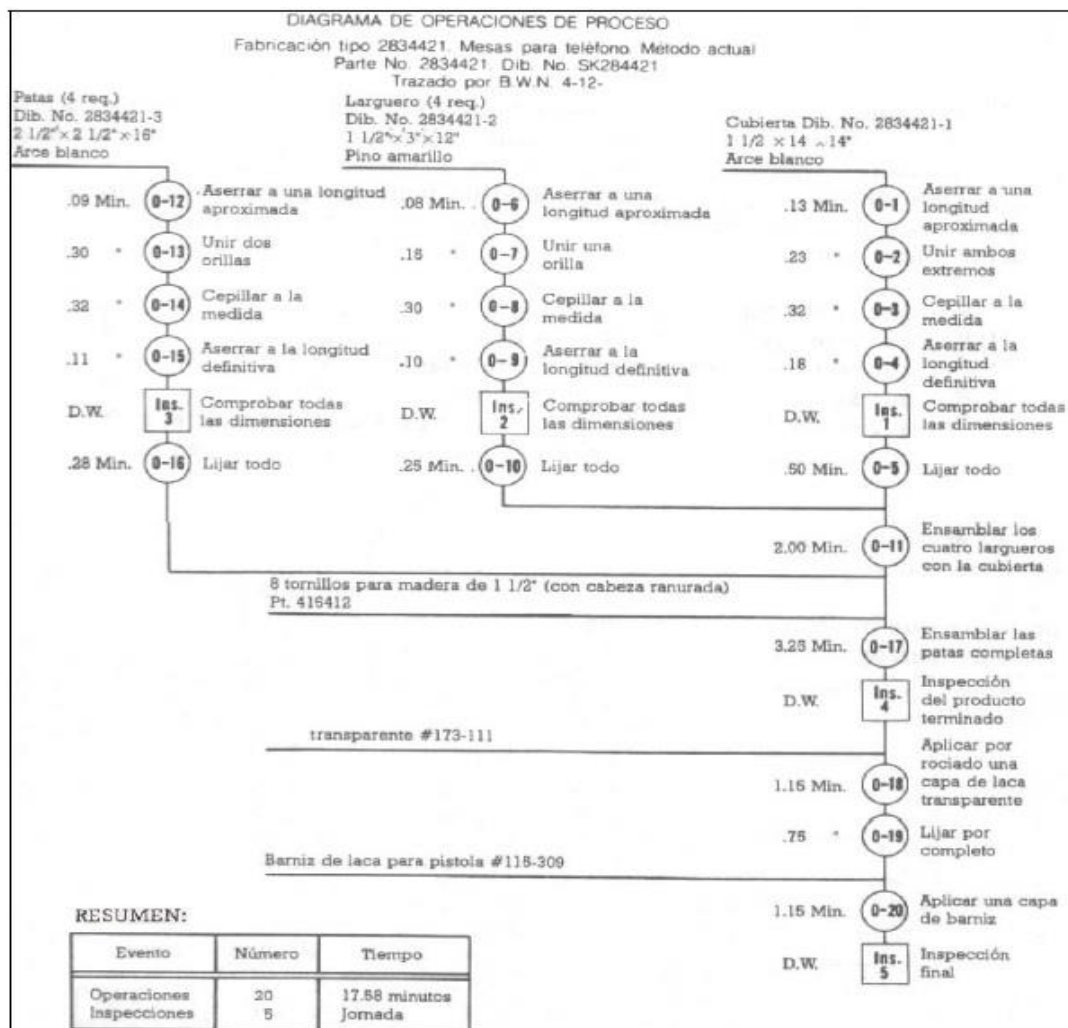 DIAGRAMA DE OPERACIONES DE PROCESO
Fabricación tipo 2834421. Mesas para teléfono. Método actual
Parte No. 2834421. Dib. No. SK284421
Trazado por B.W.N. 4-12-
Patas (4 req.)
Dib. No. 2834421-3
2 1/2" × 2 1/2" × 16"
Arce blanco
Larguero (4 req.)
Dib. No. 2834421-2
1 1/2" × 3" × 12"
Pino amarillo
Cubierta Dib. No. 2834421-1
1 1/2 × 14 × 14"
Arce blanco
.09 Min. 0-12 Aserrar a una longitud
aproximada
.30 " 0-13 Unir dos
orillas
.32 " 0-14 Cepillar a la
medida
.11 " 0-15 Aserrar a la longitud
definitiva
D.W. Ins. 3 Comprobar todas
las dimensiones
.28 Min. 0-16 Lijar todo
.08 Min. 0-6 Aserrar a una
longitud aproximada
.15 " 0-7 Unir una
orilla
.30 " 0-8 Cepillar a la
medida
.10 " 0-9 Aserrar a la
longitud definitiva
D.W. Ins. 2 Comprobar todas
las dimensiones
.25 Min. 0-10 Lijar todo
.13 Min. 0-1 Aserrar a una
longitud
aproximada
.23 " 0-2 Unir ambos
extremos
.32 " 0-3 Cepillar a la
medida
.18 " 0-4 Aserrar a la
longitud
definitiva
D.W. Ins. 1 Comprobar todas
las dimensiones
.50 Min. 0-5 Lijar todo
2.00 Min. 0-11 Ensamblar los
cuatro largueros
con la cubierta
8 tornillos para madera de 1 1/2" (con cabeza ranurada)
Pt. 416412
3.25 Min. 0-17 Ensamblar las
patas completas
D.W. Ins. 4 Inspección
del producto
terminado
transparente #173-111
1.15 Min. 0-18 Aplicar por
rociado una
capa de laca
transparente
.75 " 0-19 Lijar por
completo
Barniz de laca para pistola #115-309
1.15 Min. 0-20 Aplicar una capa
de barniz
D.W. Ins. 5 Inspección
final
RESUMEN:
Evento Número Tiempo
Operaciones 20 17.58 minutos
Inspecciones 5 Jornada